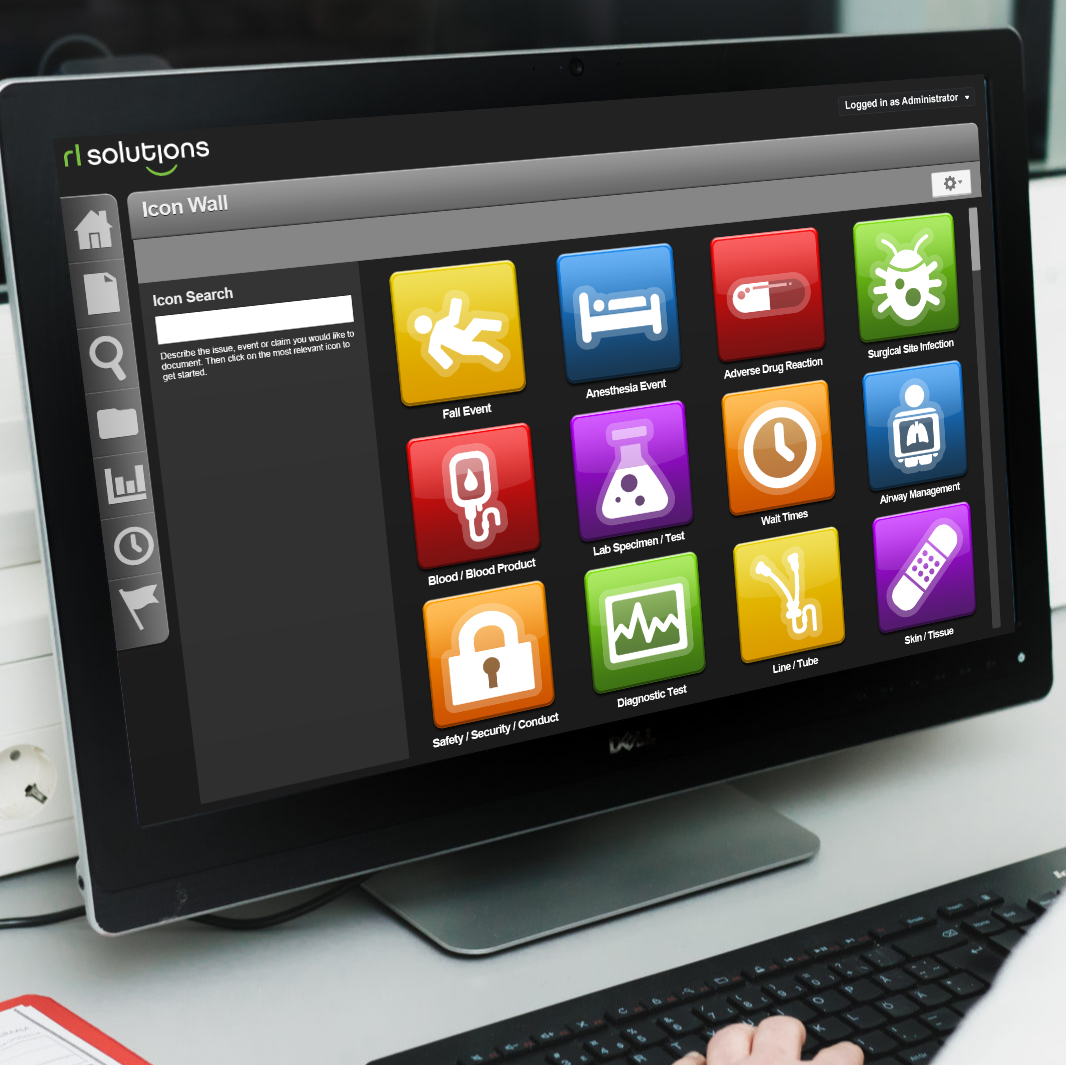 Logged in as Administrator
rl solutions
Icon Wall
Icon Search
Describe the issue, event or claim you would like to
document. Then click on the most relevant icon to
get started.
Fall Event
Anesthesia Event
Adverse Drug Reaction
Surgical Site Infection
Blood / Blood Product
Lab Specimen / Test
Wait Times
Airway Management
Safety / Security / Conduct
Diagnostic Test
Line / Tube
Skin / Tissue
DELL